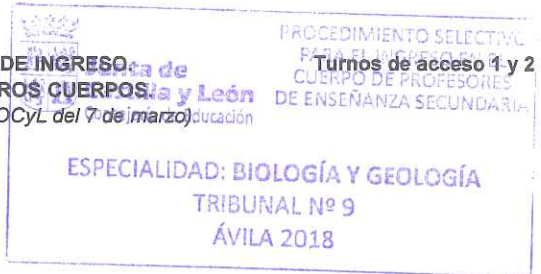 PROCEDIMIENTO SELECTIVO
DE INGRESO. PARA EL INGRESO EN EL Turnos de acceso 1 y 2
Junta de CUERPO DE PROFESORES
ROS CUERPOS. Castilla y León DE ENSEÑANZA SECUNDARIA
OCyL del 7 de marzo) Educación
ESPECIALIDAD: BIOLOGÍA Y GEOLOGÍA
TRIBUNAL Nº 9
ÁVILA 2018